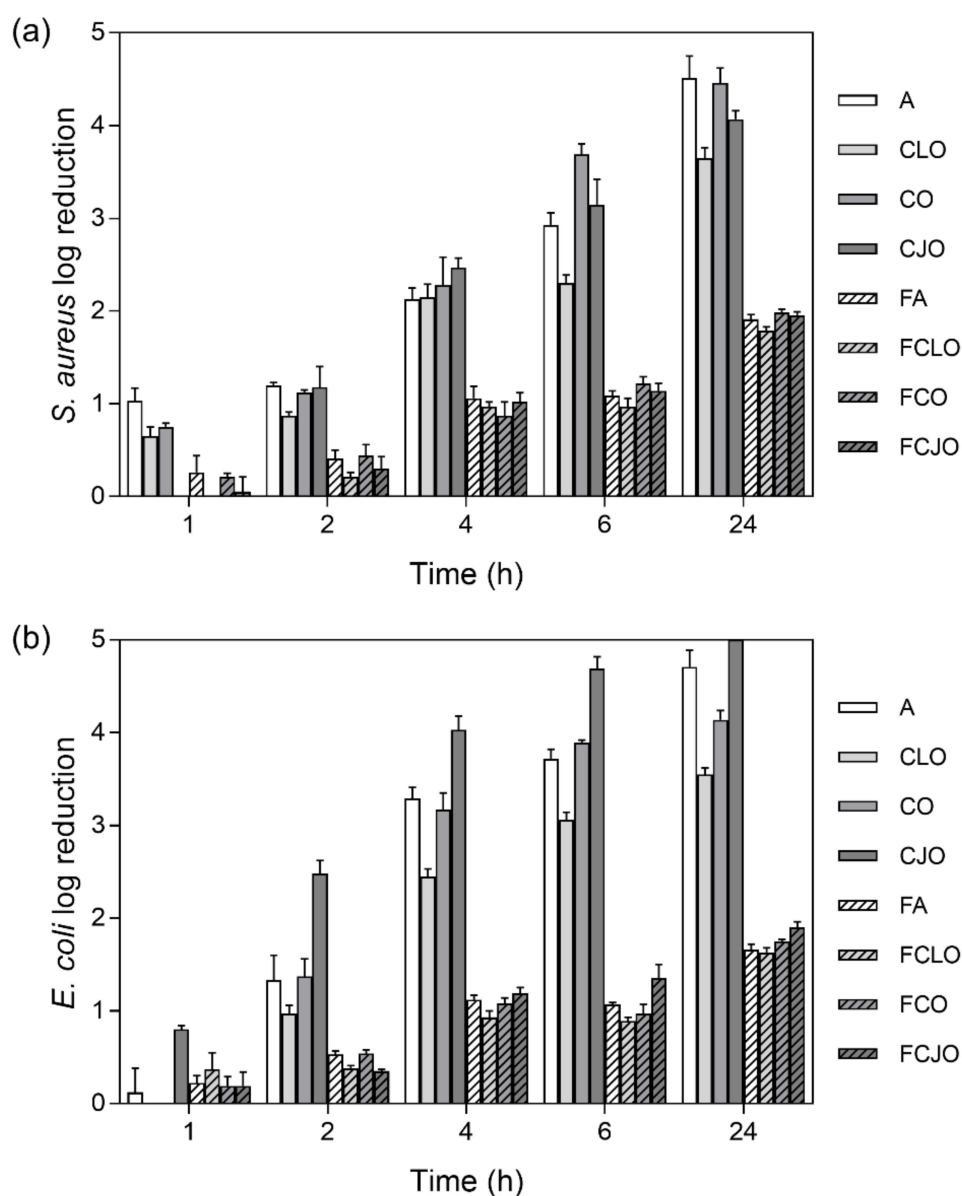 (a)
S. aureus log reduction
5
4
3
2
1
0
1 2 4 6 24
Time (h)
A
CLO
CO
CJO
FA
FCLO
FCO
FCJO
(b)
E. coli log reduction
5
4
3
2
1
0
1 2 4 6 24
Time (h)
A
CLO
CO
CJO
FA
FCLO
FCO
FCJO